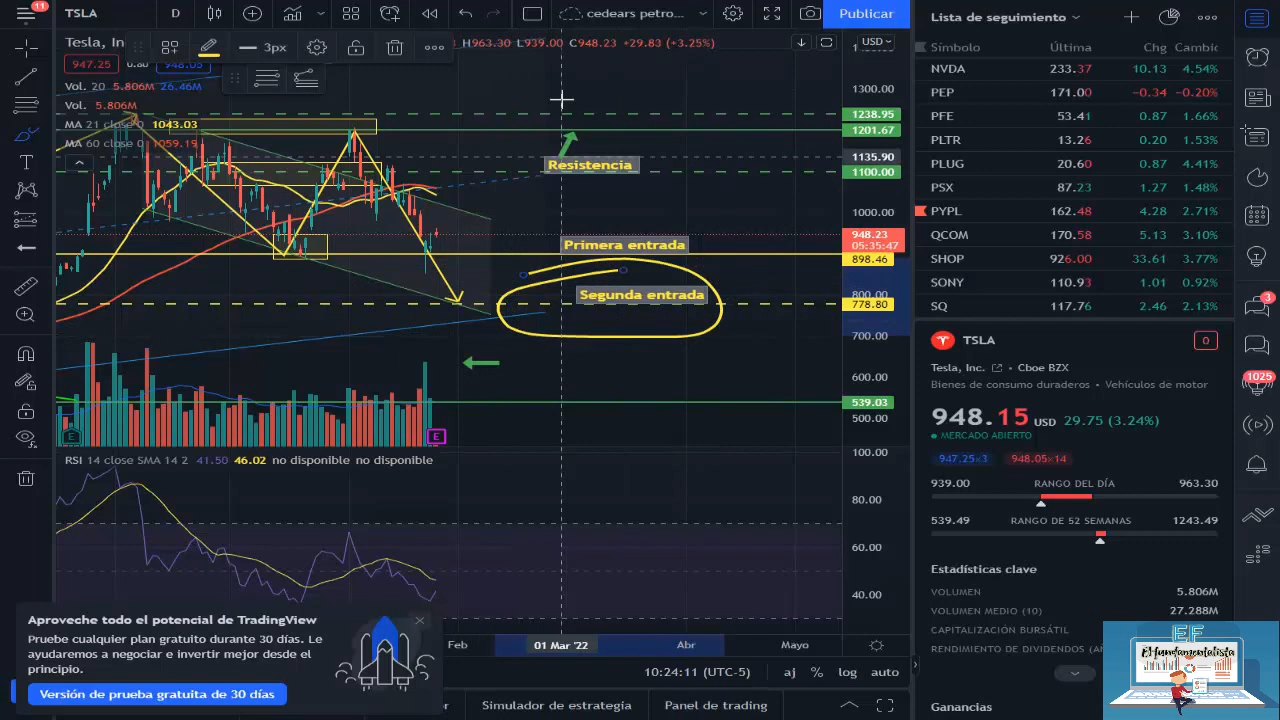 11
TSLA
D
cedears petro...
Publicar
Lista de seguimiento
Tesla, In
3px
H963.30 L939.00 C948.23 +29.83 (+3.25%)
USD
947.25
0.80
948.05
Vol. 20 5.806M 26.46M
Vol. 5.806M
MA 21 close 0 1043.03
MA 60 close 0 1059.19
Resistencia
Primera entrada
Segunda entrada
1300.00
1238.95
1201.67
1135.90
1100.00
1000.00
948.23
05:35:47
898.46
800.00
778.80
700.00
600.00
539.03
500.00
E
E
RSI 14 close SMA 14 2 41.50 46.02 no disponible no disponible
100.00
80.00
60.00
40.00
Feb
01 Mar '22
Abr
Mayo
10:24:11 (UTC-5)
aj
%
log
auto
Simulador de estrategia
Panel de trading
Aproveche todo el potencial de TradingView
Pruebe cualquier plan gratuito durante 30 días. Le
ayudaremos a negociar e invertir mejor desde el
principio.
Versión de prueba gratuita de 30 días
Símbolo Última Chg Cambic
NVDA 233.37 10.13 4.54%
PEP 171.00 −0.34 −0.20%
PFE 53.41 0.87 1.66%
PLTR 13.26 0.20 1.53%
PLUG 20.60 0.87 4.41%
PSX 87.23 1.27 1.48%
PYPL 162.48 4.28 2.71%
QCOM 170.58 5.13 3.10%
SHOP 926.00 33.61 3.77%
SONY 110.93 1.01 0.92%
SQ 117.76 2.46 2.13%
TSLA
0
Tesla, Inc. • Cboe BZX
Bienes de consumo duraderos • Vehículos de motor
948.15 USD 29.75 (3.24%)
MERCADO ABIERTO
947.25×3 948.05×14
939.00 RANGO DEL DÍA 963.30
539.49 RANGO DE 52 SEMANAS 1243.49
Estadísticas clave
VOLUMEN 5.806M
VOLUMEN MEDIO (10) 27.288M
CAPITALIZACIÓN BURSÁTIL
RENDIMIENTO DE DIVIDENDOS (A
Ganancias
3
1025
EF
El fundamentalista